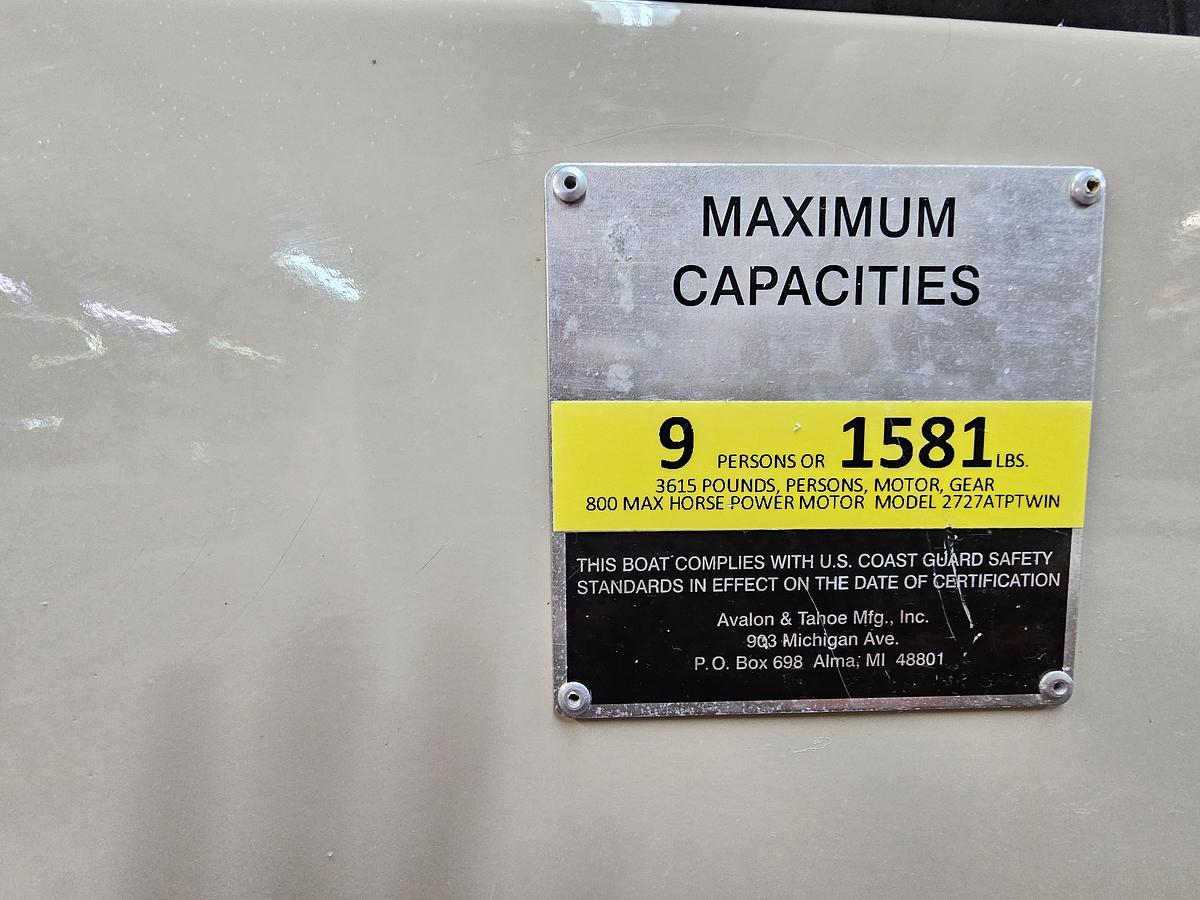 MAXIMUM
CAPACITIES
9 PERSONS OR 1581 LBS.
3615 POUNDS, PERSONS, MOTOR, GEAR
800 MAX HORSE POWER MOTOR MODEL 2727ATPTWIN
THIS BOAT COMPLIES WITH U.S. COAST GUARD SAFETY
STANDARDS IN EFFECT ON THE DATE OF CERTIFICATION
Avalon & Tahoe Mfg., Inc.
903 Michigan Ave.
P.O. Box 698 Alma, MI 48801